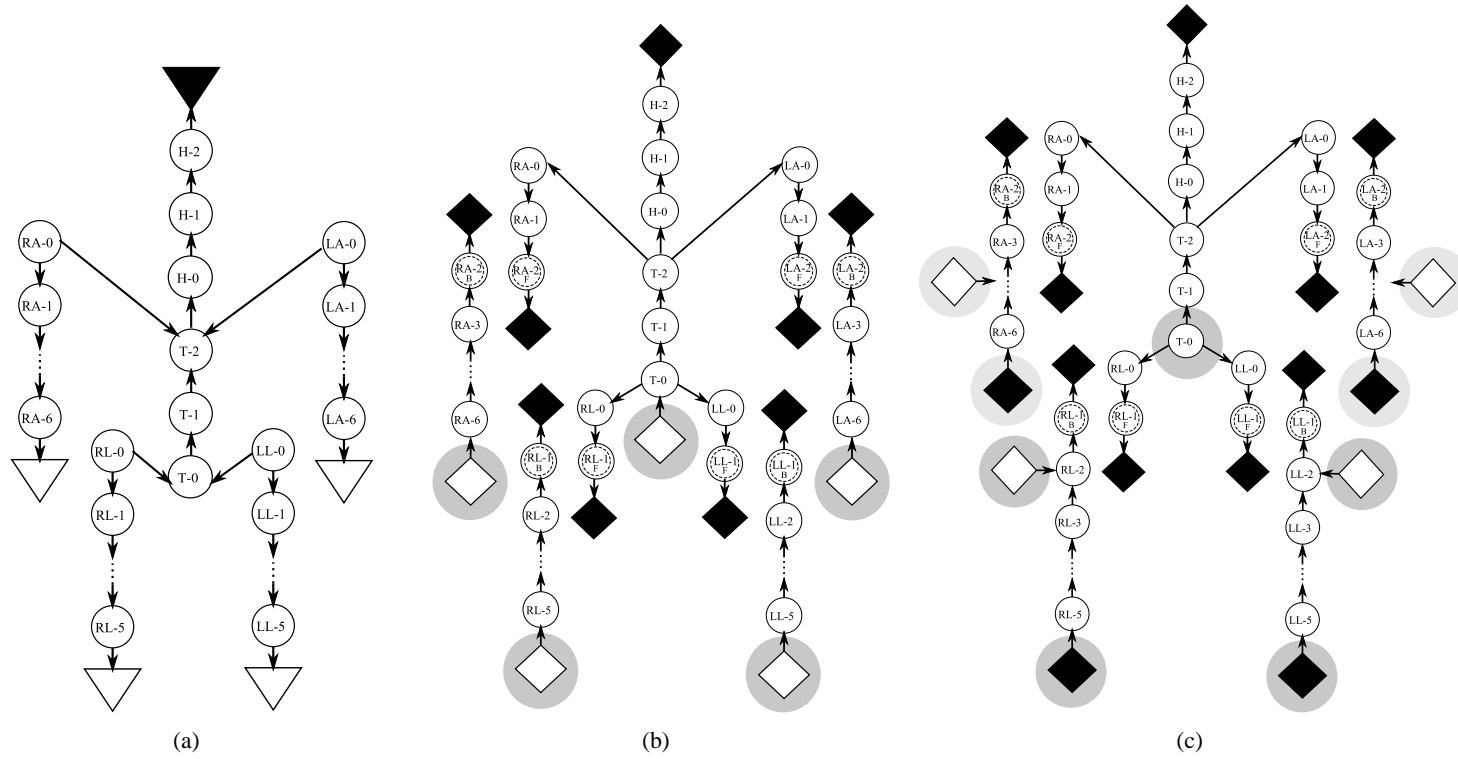 H-2
H-1
RA-0
LA-0
H-0
RA-1
LA-1
T-2
T-1
RA-6
LA-6
RL-0
LL-0
T-0
RL-1
LL-1
RL-5
LL-5
(a)
H-2
RA-0
H-1
LA-0
RA-1
H-0
LA-1
RA-2
B
RA-2
F
T-2
LA-2
F
LA-2
B
RA-3
T-1
LA-3
T-0
RA-6
RL-0
LL-0
LA-6
RL-1
B
RL-1
F
LL-1
F
LL-1
B
RL-2
LL-2
RL-5
LL-5
(b)
H-2
RA-0
H-1
LA-0
RA-2
B
RA-1
H-0
LA-1
LA-2
B
RA-3
RA-2
F
T-2
LA-2
F
LA-3
T-1
RA-6
T-0
LA-6
RL-0
LL-0
RL-1
B
RL-1
F
LL-1
F
LL-1
B
RL-2
LL-2
RL-3
LL-3
RL-5
LL-5
(c)